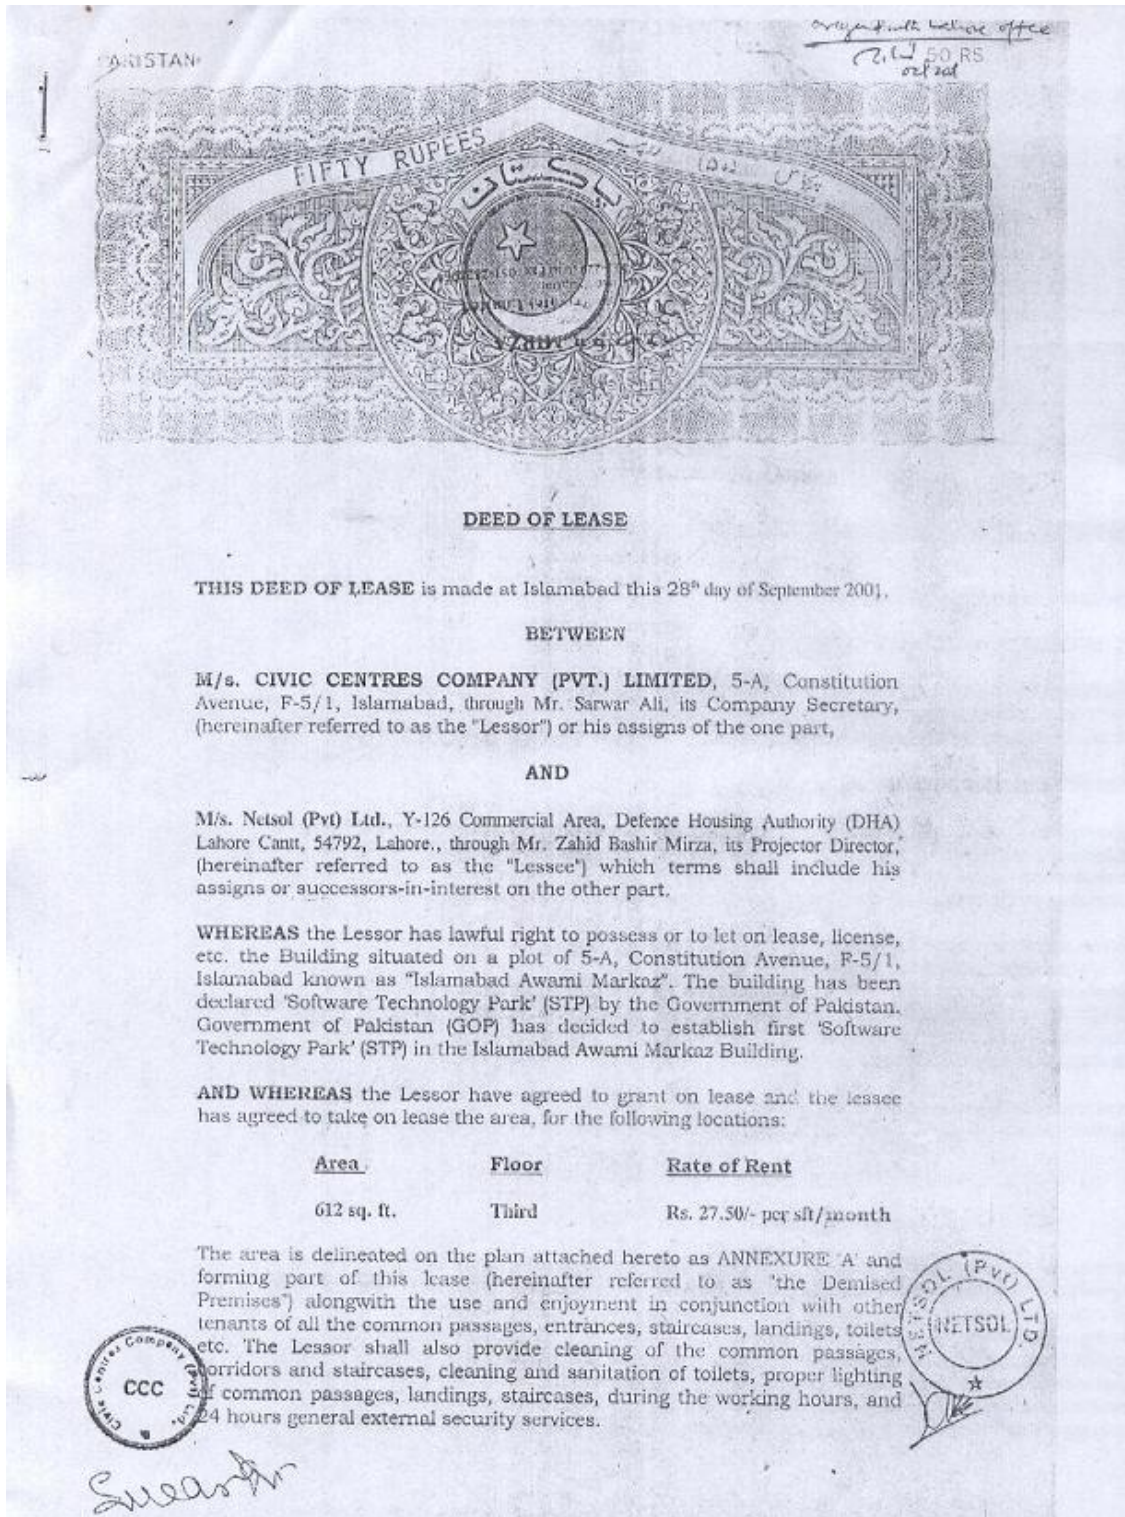 PAKISTAN
50 RS
FIFTY RUPEES
پاکستان
DEED OF LEASE
THIS DEED OF LEASE is made at Islamabad this 28th day of September 2001.
BETWEEN
M/s. CIVIC CENTRES COMPANY (PVT.) LIMITED, 5-A, Constitution
Avenue, F-5/1, Islamabad, through Mr. Sarwar Ali, its Company Secretary,
(hereinafter referred to as the "Lessor") or his assigns of the one part,
AND
M/s. Netsol (Pvt) Ltd., Y-126 Commercial Area, Defence Housing Authority (DHA)
Lahore Cantt, 54792, Lahore., through Mr. Zahid Bashir Mirza, its Projector Director,
(hereinafter referred to as the "Lessee") which terms shall include his
assigns or successors-in-interest on the other part.
WHEREAS the Lessor has lawful right to possess or to let on lease, license,
etc. the Building situated on a plot of 5-A, Constitution Avenue, F-5/1,
Islamabad known as "Islamabad Awami Markaz". The building has been
declared 'Software Technology Park' (STP) by the Government of Pakistan.
Government of Pakistan (GOP) has decided to establish first 'Software
Technology Park' (STP) in the Islamabad Awami Markaz Building.
AND WHEREAS the Lessor have agreed to grant on lease and the lessee
has agreed to take on lease the area, for the following locations:
Area Floor Rate of Rent
612 sq. ft. Third Rs. 27.50/- per sft/month
The area is delineated on the plan attached hereto as ANNEXURE 'A' and
forming part of this lease (hereinafter referred to as "the Demised
Premises") alongwith the use and enjoyment in conjunction with other
tenants of all the common passages, entrances, staircases, landings, toilets
etc. The Lessor shall also provide cleaning of the common passages,
corridors and staircases, cleaning and sanitation of toilets, proper lighting
of common passages, landings, staircases, during the working hours, and
24 hours general external security services.
NETSOL (Pvt) LTD.
NETSOL
Civic Centres Company (Pvt) Ltd.
CCC